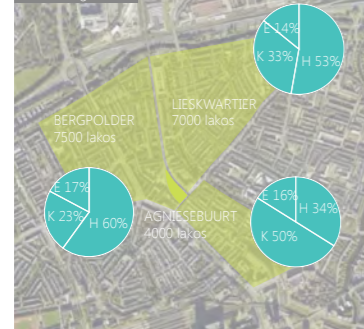 E 14%
K 33%
H 53%
LIESKWARTIER
7000 lakos
BERGPOLDER
7500 lakos
E 17%
K 23%
H 60%
AGNIESEBUURT
4000 lakos
E 16%
H 34%
K 50%